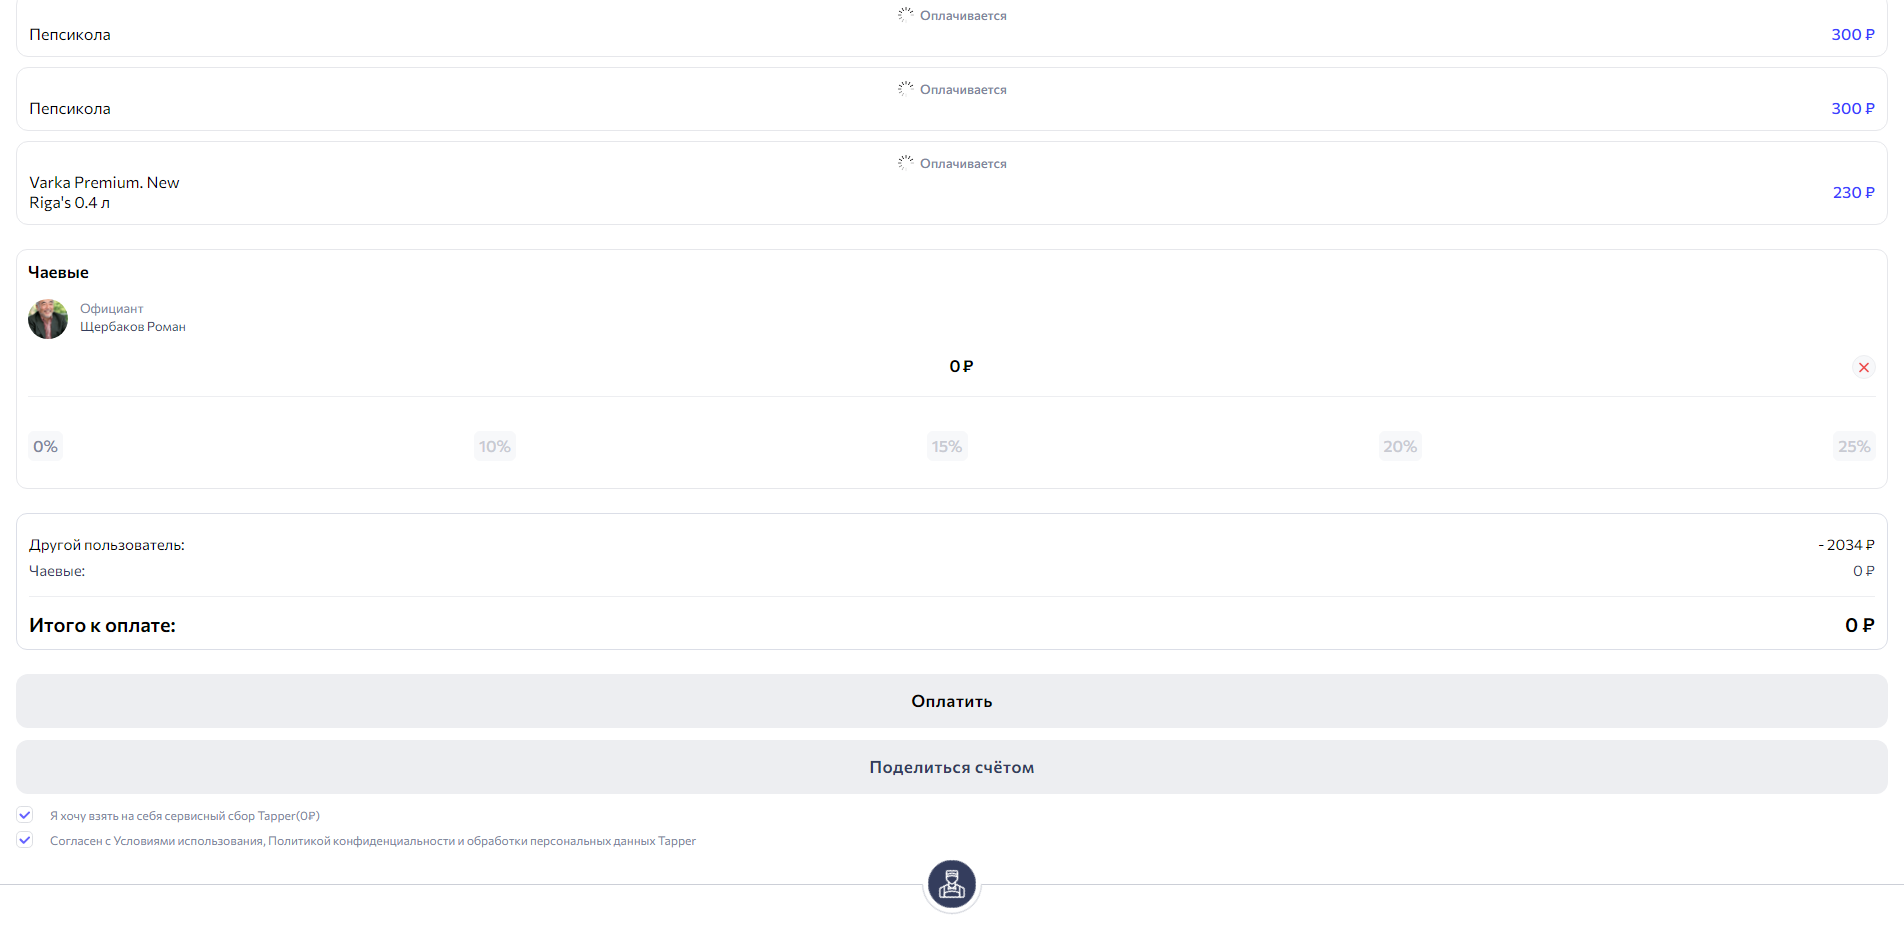 Оплачивается
Пепсикола
300 ₽
Оплачивается
Пепсикола
300 ₽
Оплачивается
Varka Premium. New
Riga's 0.4 л
230 ₽
Чаевые
Официант
Щербаков Роман
0 ₽
0% 10% 15% 20% 25%
Другой пользователь: - 2034 ₽
Чаевые: 0 ₽
Итого к оплате: 0 ₽
Оплатить
Поделиться счётом
Я хочу взять на себя сервисный сбор Tapper(0₽)
Согласен с Условиями использования, Политикой конфиденциальности и обработки персональных данных Tapper